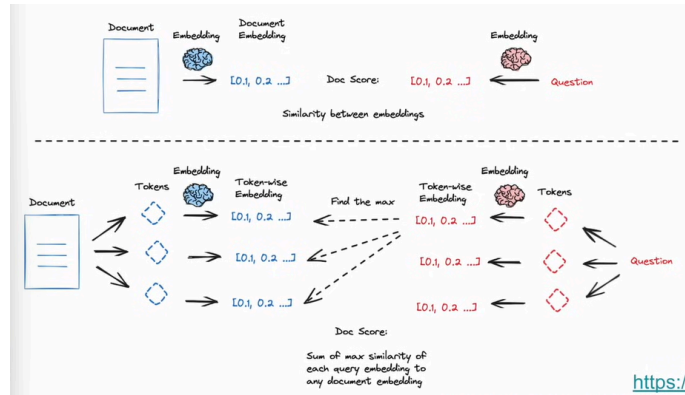 Document
Embedding
Document
Embedding
Embedding
[0.1, 0.2 ...]
Doc Score:
[0.1, 0.2 ...]
Question
Similarity between embeddings
Document
Tokens
Embedding
Token-wise
Embedding
Find the max
Token-wise
Embedding
Embedding
Tokens
[0.1, 0.2 ...]
[0.1, 0.2 ...]
[0.1, 0.2 ...]
[0.1, 0.2 ...]
Question
[0.1, 0.2 ...]
[0.1, 0.2 ...]
Doc Score:
Sum of max similarity of
each query embedding to
any document embedding
https:/